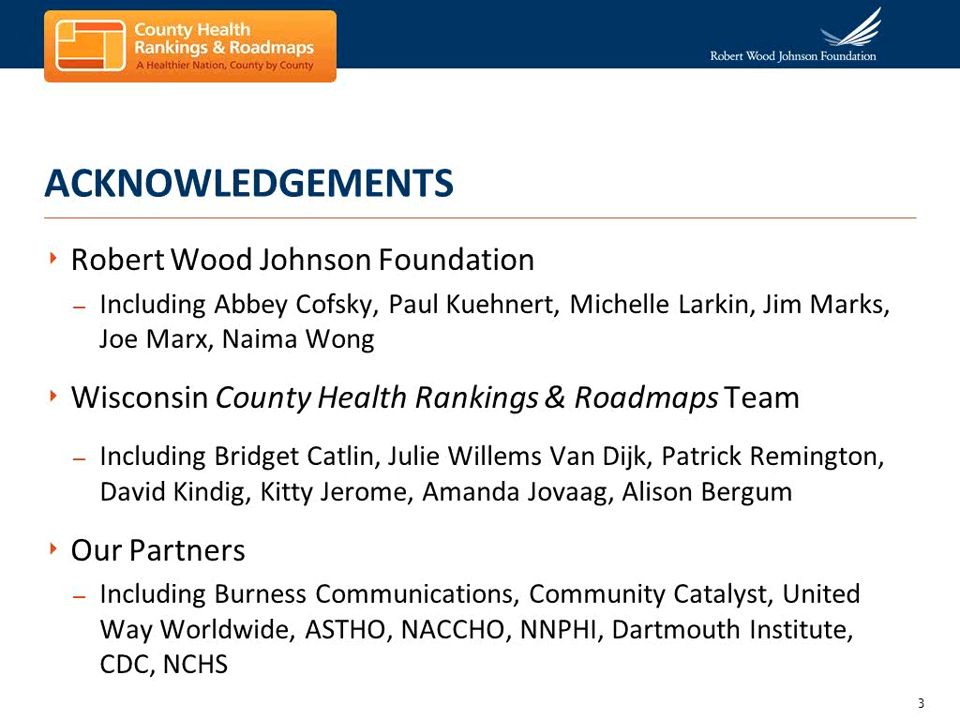 County Health
Rankings & Roadmaps
A Healthier Nation, County by County
Robert Wood Johnson Foundation
ACKNOWLEDGEMENTS
‣ Robert Wood Johnson Foundation
– Including Abbey Cofsky, Paul Kuehnert, Michelle Larkin, Jim Marks,
Joe Marx, Naima Wong
‣ Wisconsin County Health Rankings & Roadmaps Team
– Including Bridget Catlin, Julie Willems Van Dijk, Patrick Remington,
David Kindig, Kitty Jerome, Amanda Jovaag, Alison Bergum
‣ Our Partners
– Including Burness Communications, Community Catalyst, United
Way Worldwide, ASTHO, NACCHO, NNPHI, Dartmouth Institute,
CDC, NCHS
3